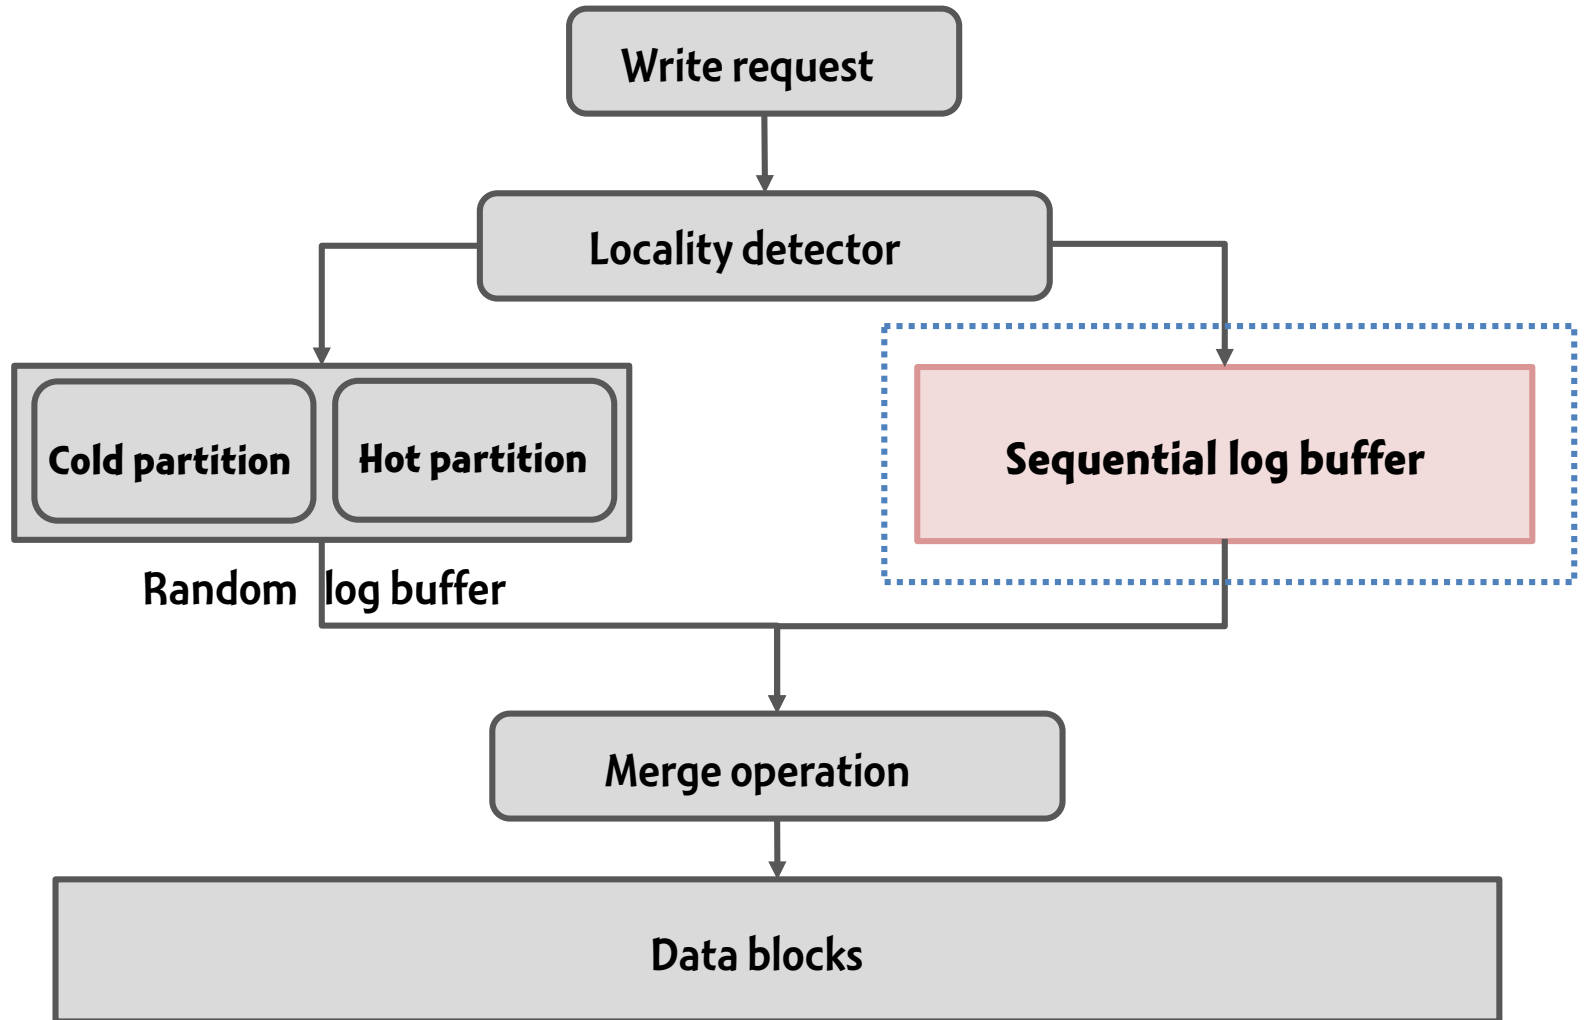 Write request
Locality detector
Cold partition
Hot partition
Sequential log buffer
Random log buffer
Merge operation
Data blocks